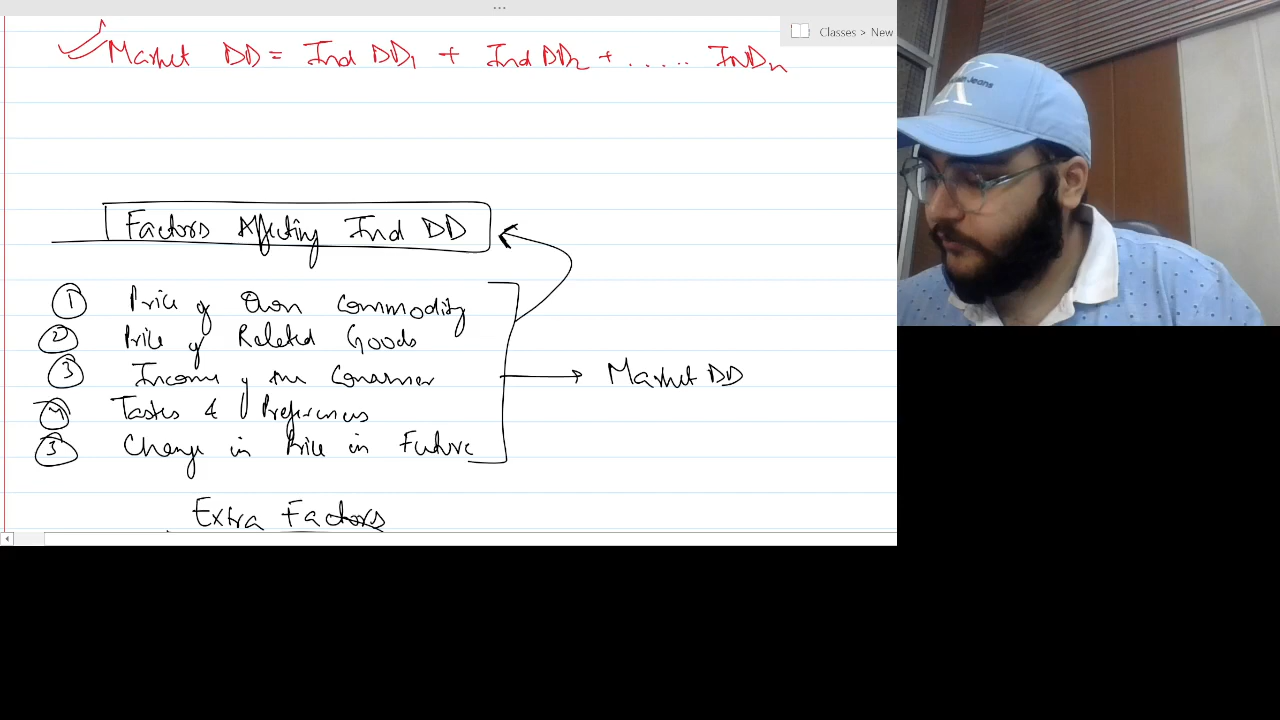 Market DD = Ind DD1 + Ind DD2 + ..... InDn
Classes > New
Factors Affecting Ind DD
① Price of Own Commodity
② Price of Related Goods
③ Income of the Consumer
④ Tastes & Preferences
⑤ Change in Price in Future
Market DD
Extra Factors
Jeans